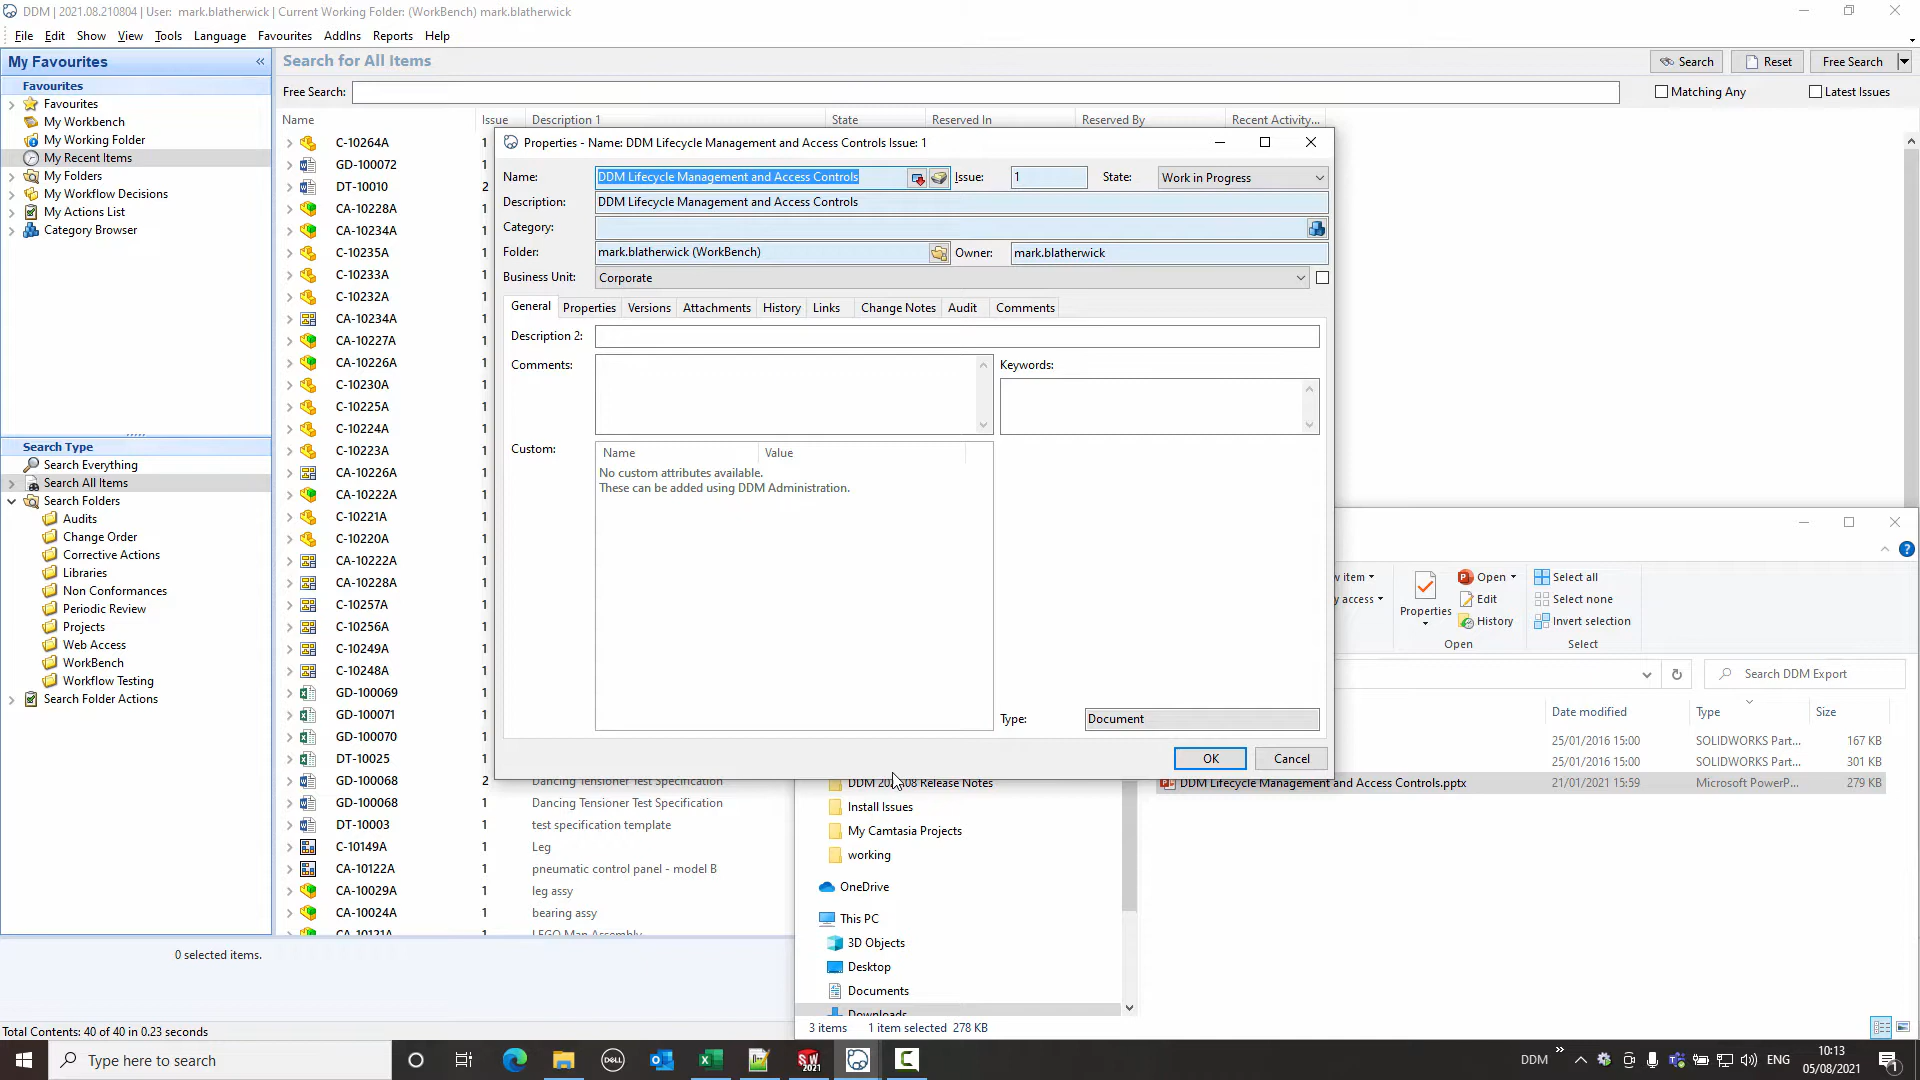 DDM | 2021.08.210804 | User: mark.blatherwick | Current Working Folder: (WorkBench) mark.blatherwick
File Edit Show View Tools Language Favourites AddIns Reports Help
My Favourites «
Favourites
Favourites
My Workbench
My Working Folder
My Recent Items
My Folders
My Workflow Decisions
My Actions List
Category Browser
Search Type
Search Everything
Search All Items
Search Folders
Audits
Change Order
Corrective Actions
Libraries
Non Conformances
Periodic Review
Projects
Web Access
WorkBench
Workflow Testing
Search Folder Actions
Search for All Items
Search Reset Free Search
Free Search: Matching Any Latest Issues
Name Issue Description 1 State Reserved In Reserved By Recent Activity...
C-10264A 1
GD-100072 1
DT-10010 2
CA-10228A 1
CA-10234A 1
C-10235A 1
C-10233A 1
C-10232A 1
CA-10234A 1
CA-10227A 1
CA-10226A 1
C-10230A 1
C-10225A 1
C-10224A 1
C-10223A 1
CA-10226A 1
CA-10222A 1
C-10221A 1
C-10220A 1
CA-10222A 1
CA-10228A 1
C-10257A 1
C-10256A 1
C-10249A 1
C-10248A 1
GD-100069 1
GD-100071 1
GD-100070 1
DT-10025 1
GD-100068 2 Dancing Tensioner Test Specification
GD-100068 1 Dancing Tensioner Test Specification
DT-10003 1 test specification template
C-10149A 1 Leg
CA-10122A 1 pneumatic control panel - model B
CA-10029A 1 leg assy
CA-10024A 1 bearing assy
CA-10121A 1 LEGO Man Assembly
0 selected items.
Total Contents: 40 of 40 in 0.23 seconds
Properties - Name: DDM Lifecycle Management and Access Controls Issue: 1
Name: DDM Lifecycle Management and Access Controls Issue: 1 State: Work in Progress
Description: DDM Lifecycle Management and Access Controls
Category:
Folder: mark.blatherwick (WorkBench) Owner: mark.blatherwick
Business Unit: Corporate
General Properties Versions Attachments History Links Change Notes Audit Comments
Description 2:
Comments: Keywords:
Custom: Name Value
No custom attributes available.
These can be added using DDM Administration.
Type: Document
OK Cancel
w item Open Select all
y access Properties Edit Select none
History Invert selection
Open Select
Search DDM Export
Date modified Type Size
25/01/2016 15:00 SOLIDWORKS Part... 167 KB
25/01/2016 15:00 SOLIDWORKS Part... 301 KB
DDM Lifecycle Management and Access Controls.pptx 21/01/2021 15:59 Microsoft PowerP... 279 KB
Install Issues
My Camtasia Projects
working
OneDrive
This PC
3D Objects
Desktop
Documents
Downloads
3 items 1 item selected 278 KB
Type here to search
DELL
SW 2021
DDM » ENG 10:13
05/08/2021
1